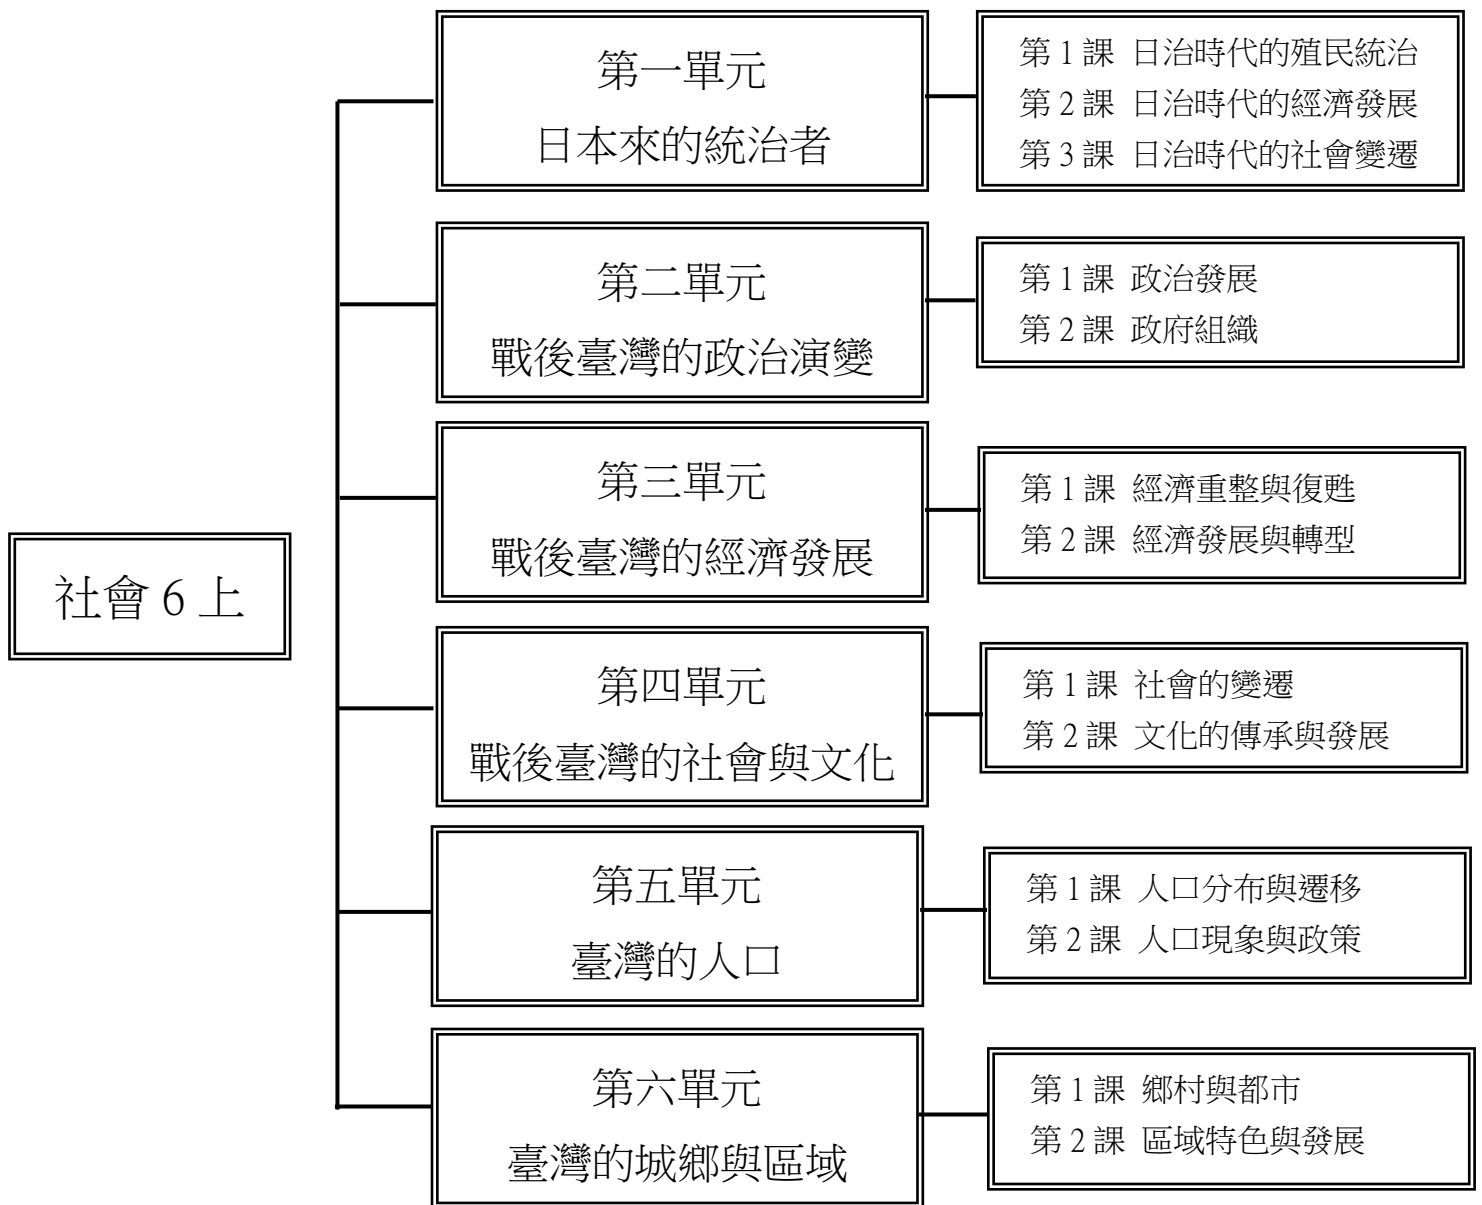 社會 6 上
第一單元
日本來的統治者
第 1 課 日治時代的殖民統治
第 2 課 日治時代的經濟發展
第 3 課 日治時代的社會變遷
第二單元
戰後臺灣的政治演變
第 1 課 政治發展
第 2 課 政府組織
第三單元
戰後臺灣的經濟發展
第 1 課 經濟重整與復甦
第 2 課 經濟發展與轉型
第四單元
戰後臺灣的社會與文化
第 1 課 社會的變遷
第 2 課 文化的傳承與發展
第五單元
臺灣的人口
第 1 課 人口分布與遷移
第 2 課 人口現象與政策
第六單元
臺灣的城鄉與區域
第 1 課 鄉村與都市
第 2 課 區域特色與發展